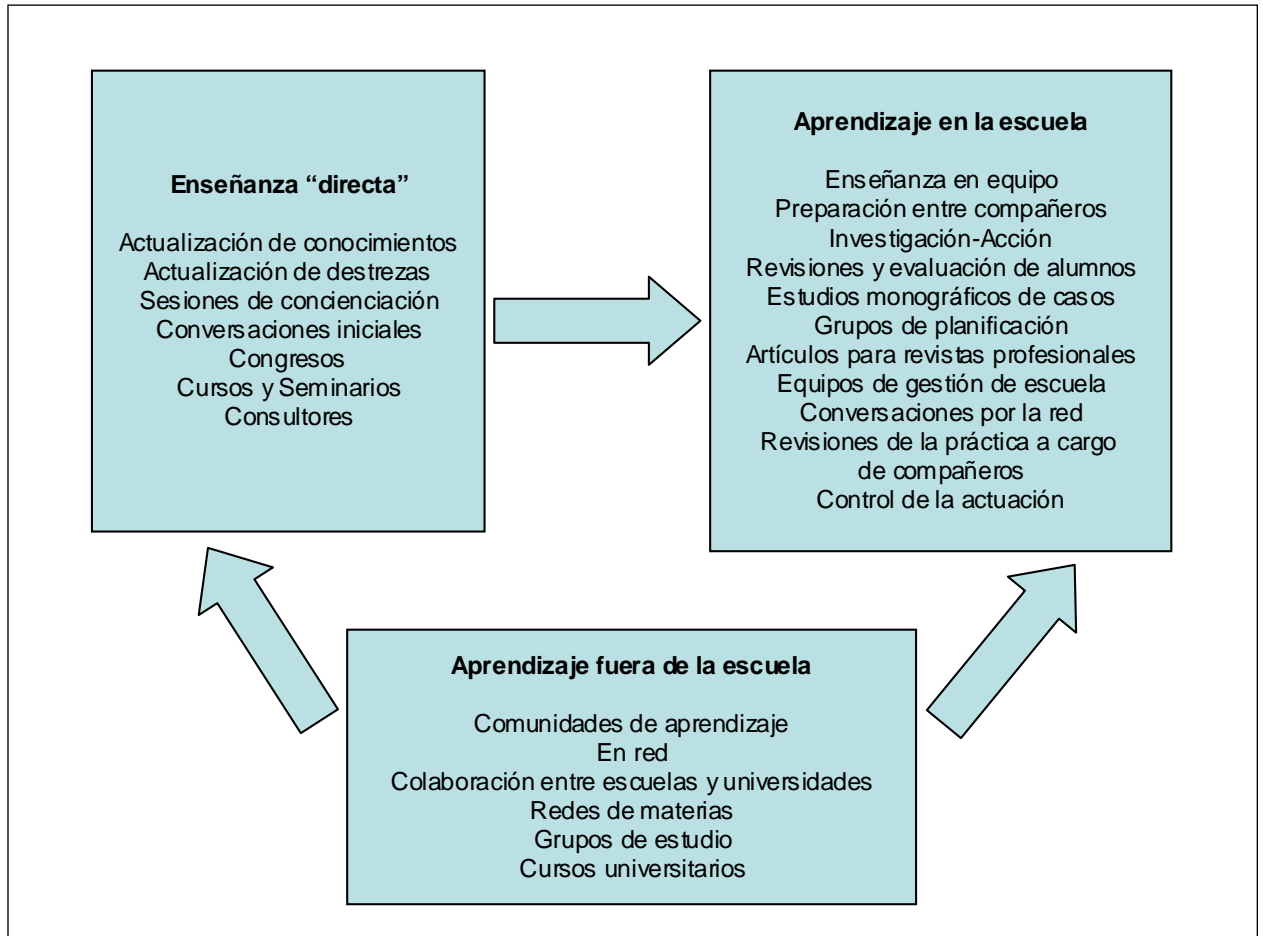 Enseñanza “directa”
Actualización de conocimientos
Actualización de destrezas
Sesiones de concienciación
Conversaciones iniciales
Congresos
Cursos y Seminarios
Consultores
Aprendizaje en la escuela
Enseñanza en equipo
Preparación entre compañeros
Investigación-Acción
Revisiones y evaluación de alumnos
Estudios monográficos de casos
Grupos de planificación
Artículos para revistas profesionales
Equipos de gestión de escuela
Conversaciones por la red
Revisiones de la práctica a cargo
de compañeros
Control de la actuación
Aprendizaje fuera de la escuela
Comunidades de aprendizaje
En red
Colaboración entre escuelas y universidades
Redes de materias
Grupos de estudio
Cursos universitarios